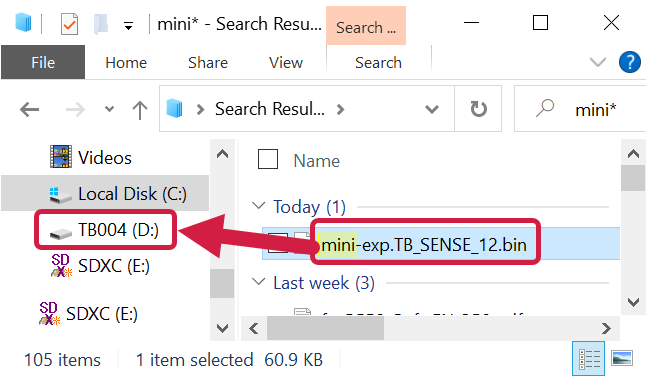 mini* - Search Resu...
Search ...
File
Home
Share
View
Search
?
Search Resul...
mini*
Videos
Local Disk (C:)
TB004 (D:)
SDXC (E:)
SDXC (E:)
Name
Today (1)
mini-exp.TB_SENSE_12.bin
Last week (3)
105 items
1 item selected 60.9 KB